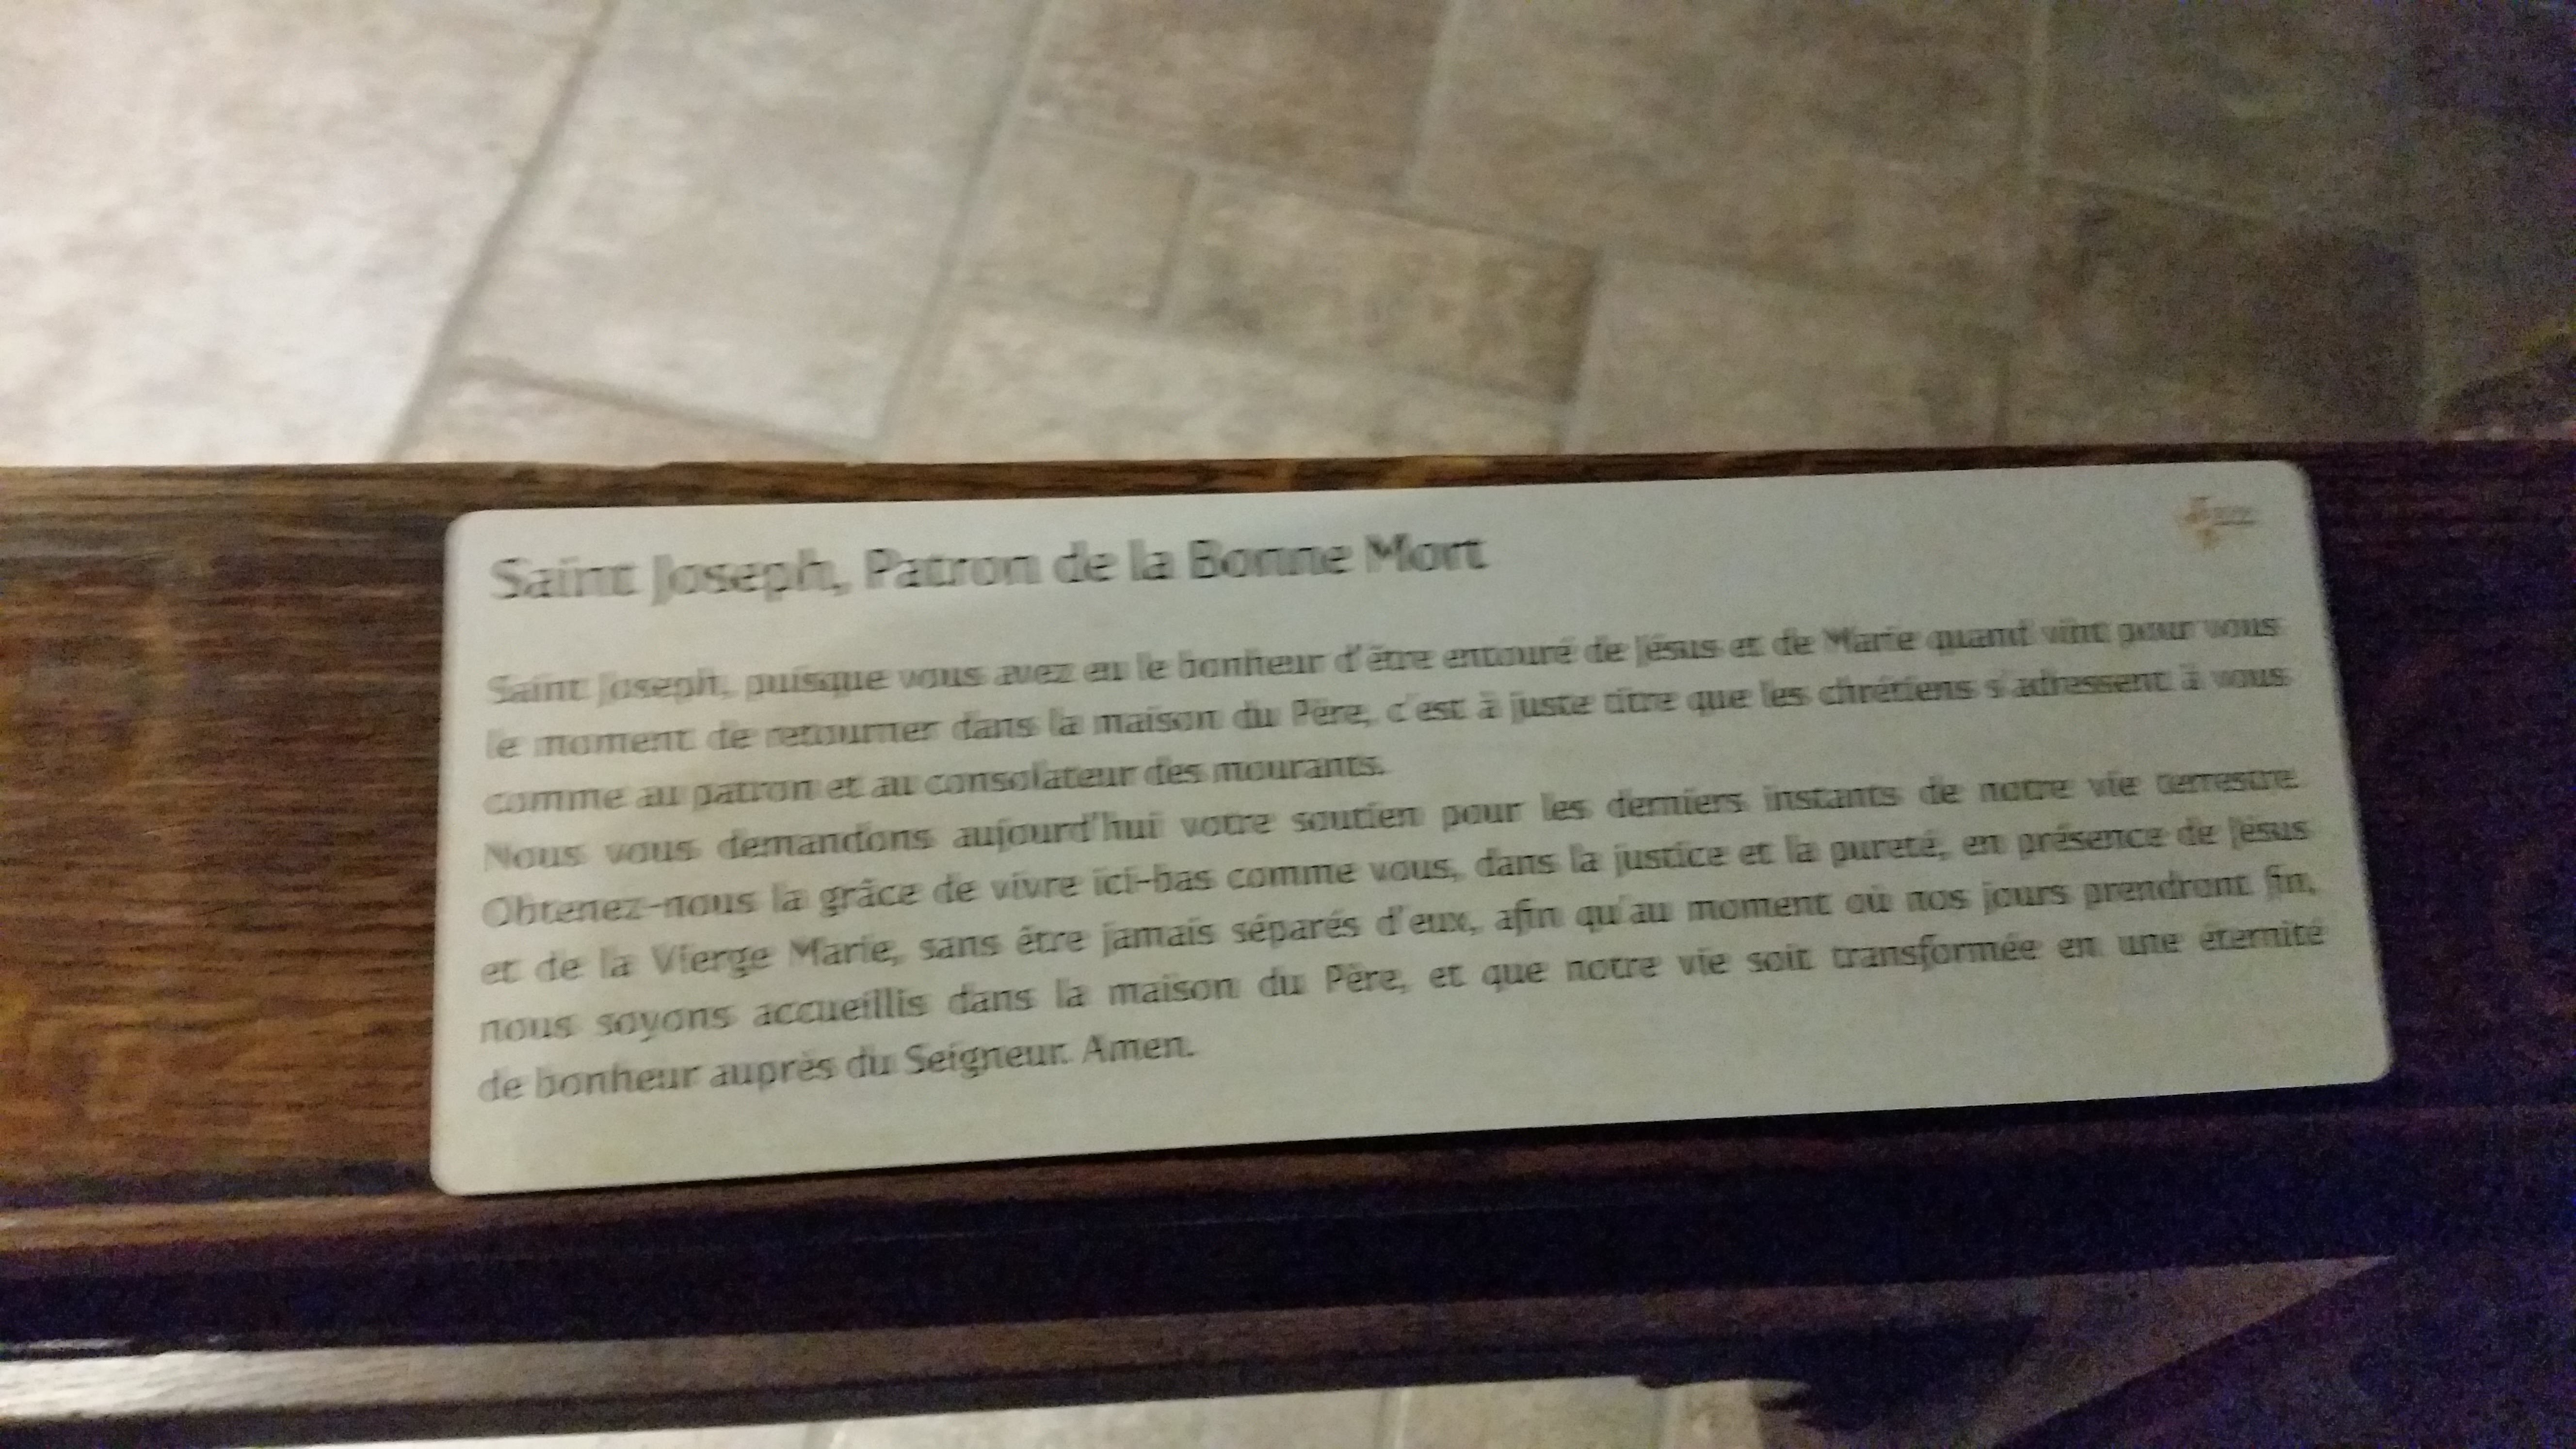 Saint Joseph, Patron de la Bonne Mort
Saint Joseph, puisque vous avez eu le bonheur d'être entouré de Jésus et de Marie quand vint pour vous
le moment de retourner dans la maison du Père, c'est à juste titre que les chrétiens s'adressent à vous
comme au patron et au consolateur des mourants.
Nous vous demandons aujourd'hui votre soutien pour les derniers instants de notre vie terrestre.
Obtenez-nous la grâce de vivre ici-bas comme vous, dans la justice et la pureté, en présence de Jésus
et de la Vierge Marie, sans être jamais séparés d'eux, afin qu'au moment où nos jours prendront fin,
nous soyons accueillis dans la maison du Père, et que notre vie soit transformée en une éternité
de bonheur auprès du Seigneur. Amen.